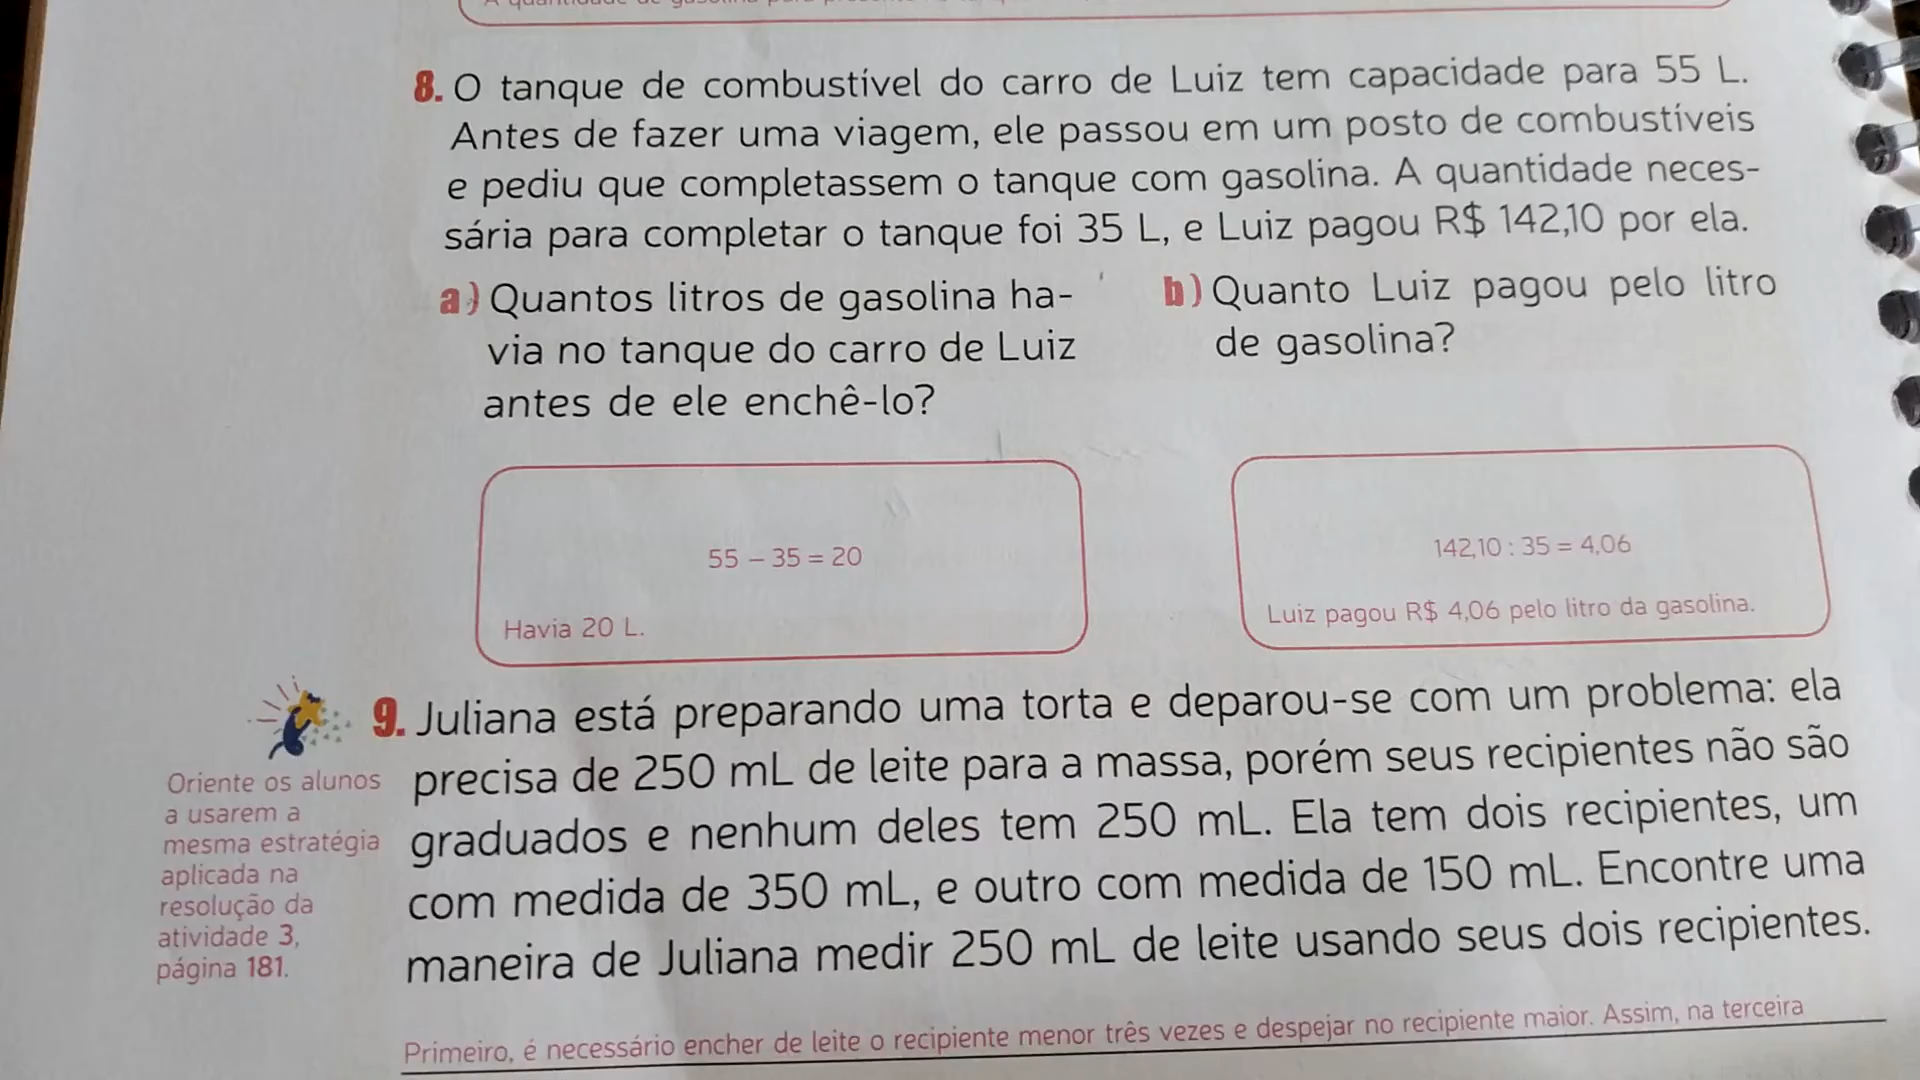 8. O tanque de combustível do carro de Luiz tem capacidade para 55 L.
Antes de fazer uma viagem, ele passou em um posto de combustíveis
e pediu que completassem o tanque com gasolina. A quantidade neces-
sária para completar o tanque foi 35 L, e Luiz pagou R$ 142,10 por ela.
a) Quantos litros de gasolina ha-
via no tanque do carro de Luiz
antes de ele enchê-lo?
b) Quanto Luiz pagou pelo litro
de gasolina?
55 – 35 = 20
Havia 20 L.
142,10 : 35 = 4,06
Luiz pagou R$ 4,06 pelo litro da gasolina.
9. Juliana está preparando uma torta e deparou-se com um problema: ela
precisa de 250 mL de leite para a massa, porém seus recipientes não são
graduados e nenhum deles tem 250 mL. Ela tem dois recipientes, um
com medida de 350 mL, e outro com medida de 150 mL. Encontre uma
maneira de Juliana medir 250 mL de leite usando seus dois recipientes.
Oriente os alunos
a usarem a
mesma estratégia
aplicada na
resolução da
atividade 3,
página 181.
Primeiro, é necessário encher de leite o recipiente menor três vezes e despejar no recipiente maior. Assim, na terceira